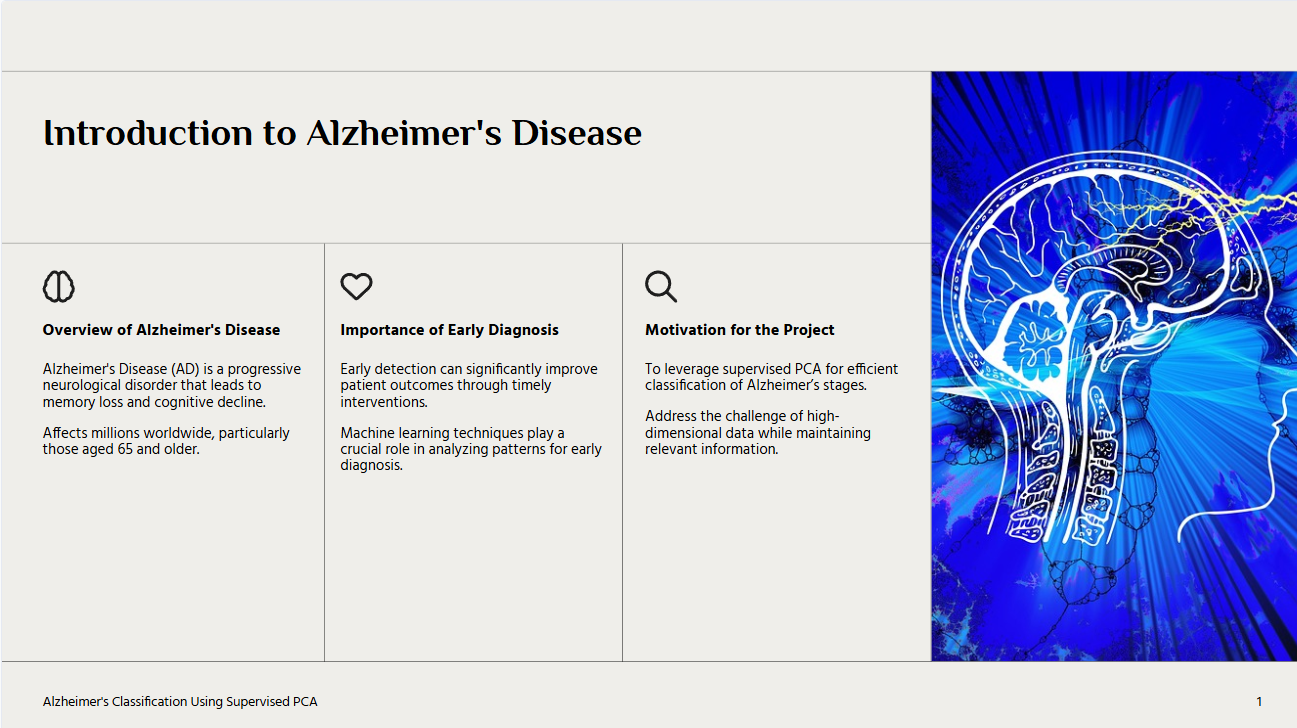 Introduction to Alzheimer's Disease
Overview of Alzheimer's Disease
Alzheimer's Disease (AD) is a progressive
neurological disorder that leads to
memory loss and cognitive decline.
Affects millions worldwide, particularly
those aged 65 and older.
Importance of Early Diagnosis
Early detection can significantly improve
patient outcomes through timely
interventions.
Machine learning techniques play a
crucial role in analyzing patterns for early
diagnosis.
Motivation for the Project
To leverage supervised PCA for efficient
classification of Alzheimer’s stages.
Address the challenge of high-
dimensional data while maintaining
relevant information.
Alzheimer's Classification Using Supervised PCA
1